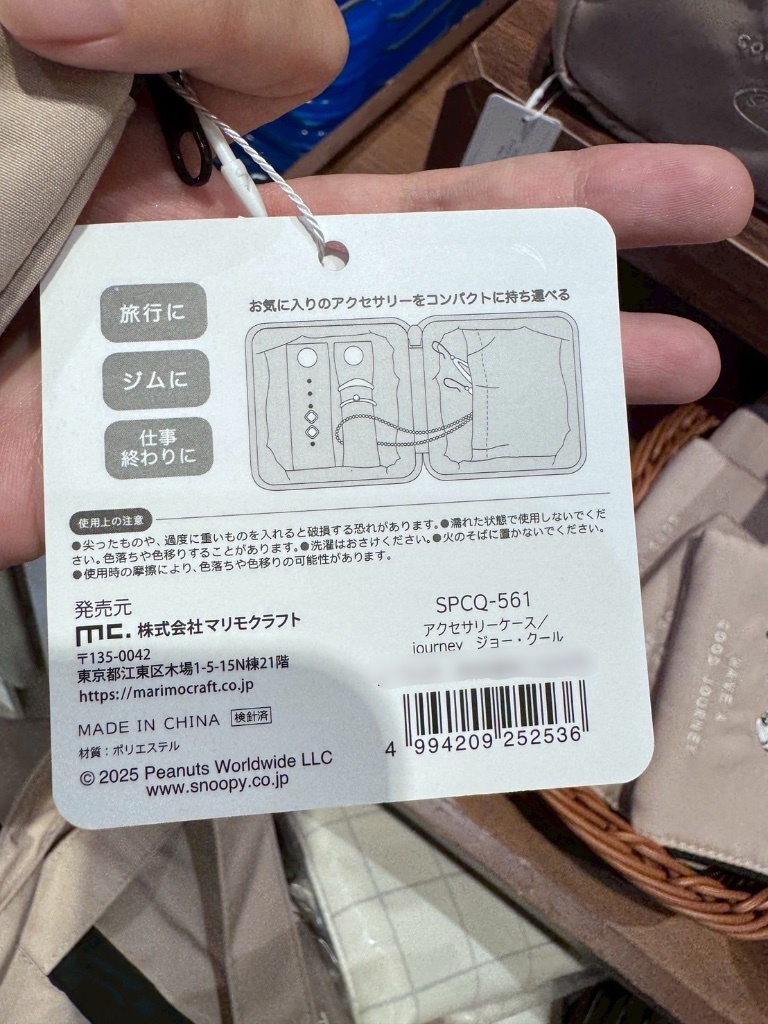 旅行に
ジムに
仕事
終わりに
お気に入りのアクセサリーをコンパクトに持ち運べる
使用上の注意
●尖ったものや、過度に重いものを入れると破損する恐れがあります。●濡れた状態で使用しないでくだ
さい。色落ちや色移りすることがあります。●洗濯はおさけください。●火のそばに置かないでください。
●使用時の摩擦により、色落ちや色移りの可能性があります。
発売元
mc. 株式会社マリモクラフト
〒135-0042
東京都江東区木場1-5-15N棟21階
https://marimocraft.co.jp
MADE IN CHINA 検針済
材質：ポリエステル
© 2025 Peanuts Worldwide LLC
www.snoopy.co.jp
SPCQ-561
アクセサリーケース/
journey ジョー・クール
4 994209 252536
HAVE A
GOOD JOURNEY